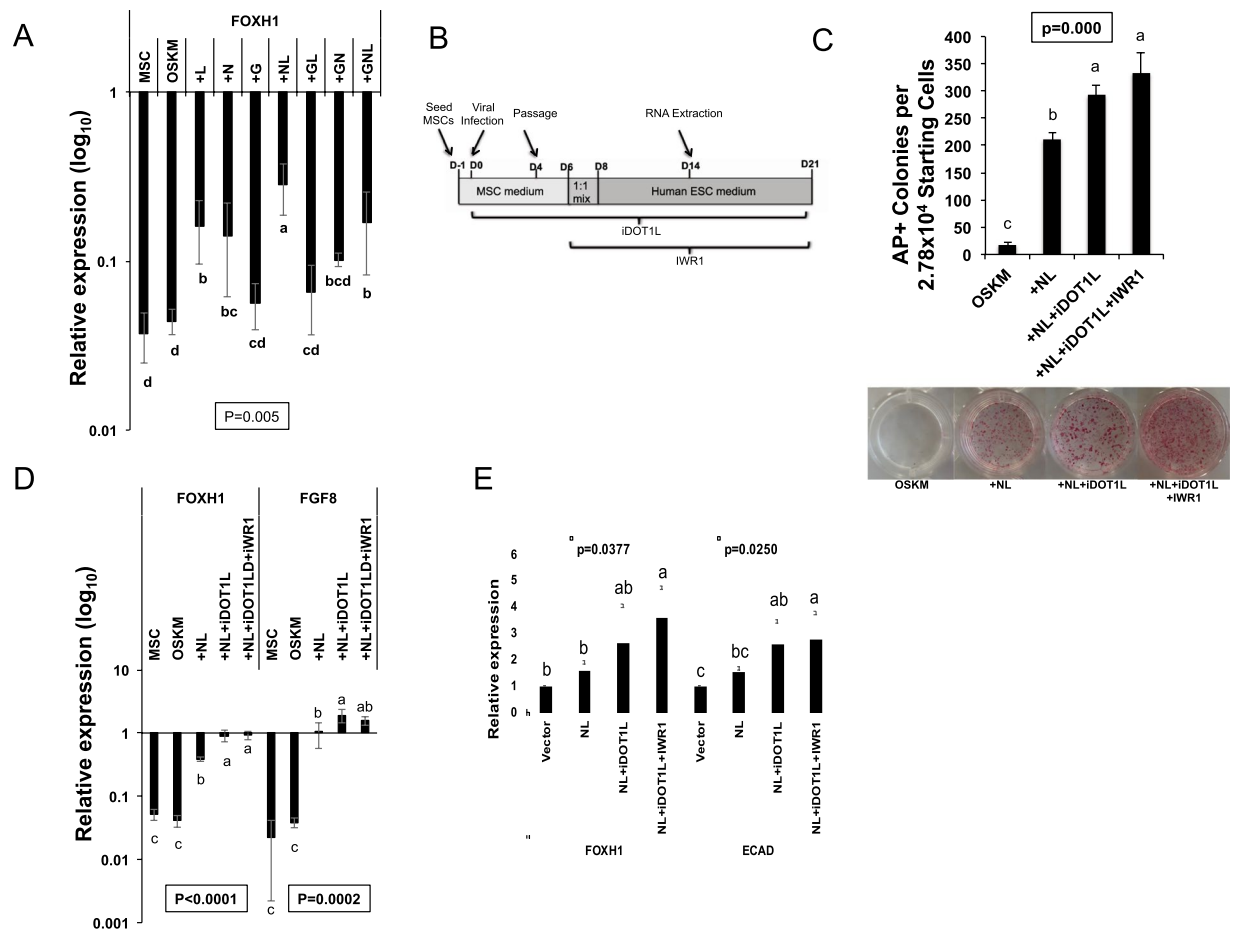 A
FOXH1
MSC
OSKM
+L
+N
+G
+NL
+GL
+GN
+GNL
Relative expression (log10)
1
0.1
0.01
d
d
b
bc
cd
a
cd
bcd
b
P=0.005
B
Seed MSCs
Viral Infection
Passage
RNA Extraction
D-1
D0
D4
D6
D8
D14
D21
MSC medium
1:1 mix
Human ESC medium
iDOT1L
IWR1
C
p=0.000
AP+ Colonies per
2.78x10⁴ Starting Cells
400
350
300
250
200
150
100
50
0
c
b
a
a
OSKM
+NL
+NL+iDOT1L
+NL+iDOT1L+IWR1
OSKM
+NL
+NL+iDOT1L
+NL+iDOT1L
+IWR1
D
FOXH1
FGF8
MSC
OSKM
+NL
+NL+iDOT1L
+NL+iDOT1LD+iWR1
MSC
OSKM
+NL
+NL+iDOT1L
+NL+iDOT1LD+iWR1
Relative expression (log10)
10
1
0.1
0.01
0.001
c
c
b
a
a
c
c
b
a
ab
P<0.0001
P=0.0002
E
p=0.0377
p=0.0250
Relative expression
6
5
4
3
2
1
0
b
b
ab
a
c
bc
ab
a
Vector
NL
NL+iDOT1L
NL+iDOT1L+IWR1
Vector
NL
NL+iDOT1L
NL+iDOT1L+IWR1
FOXH1
ECAD